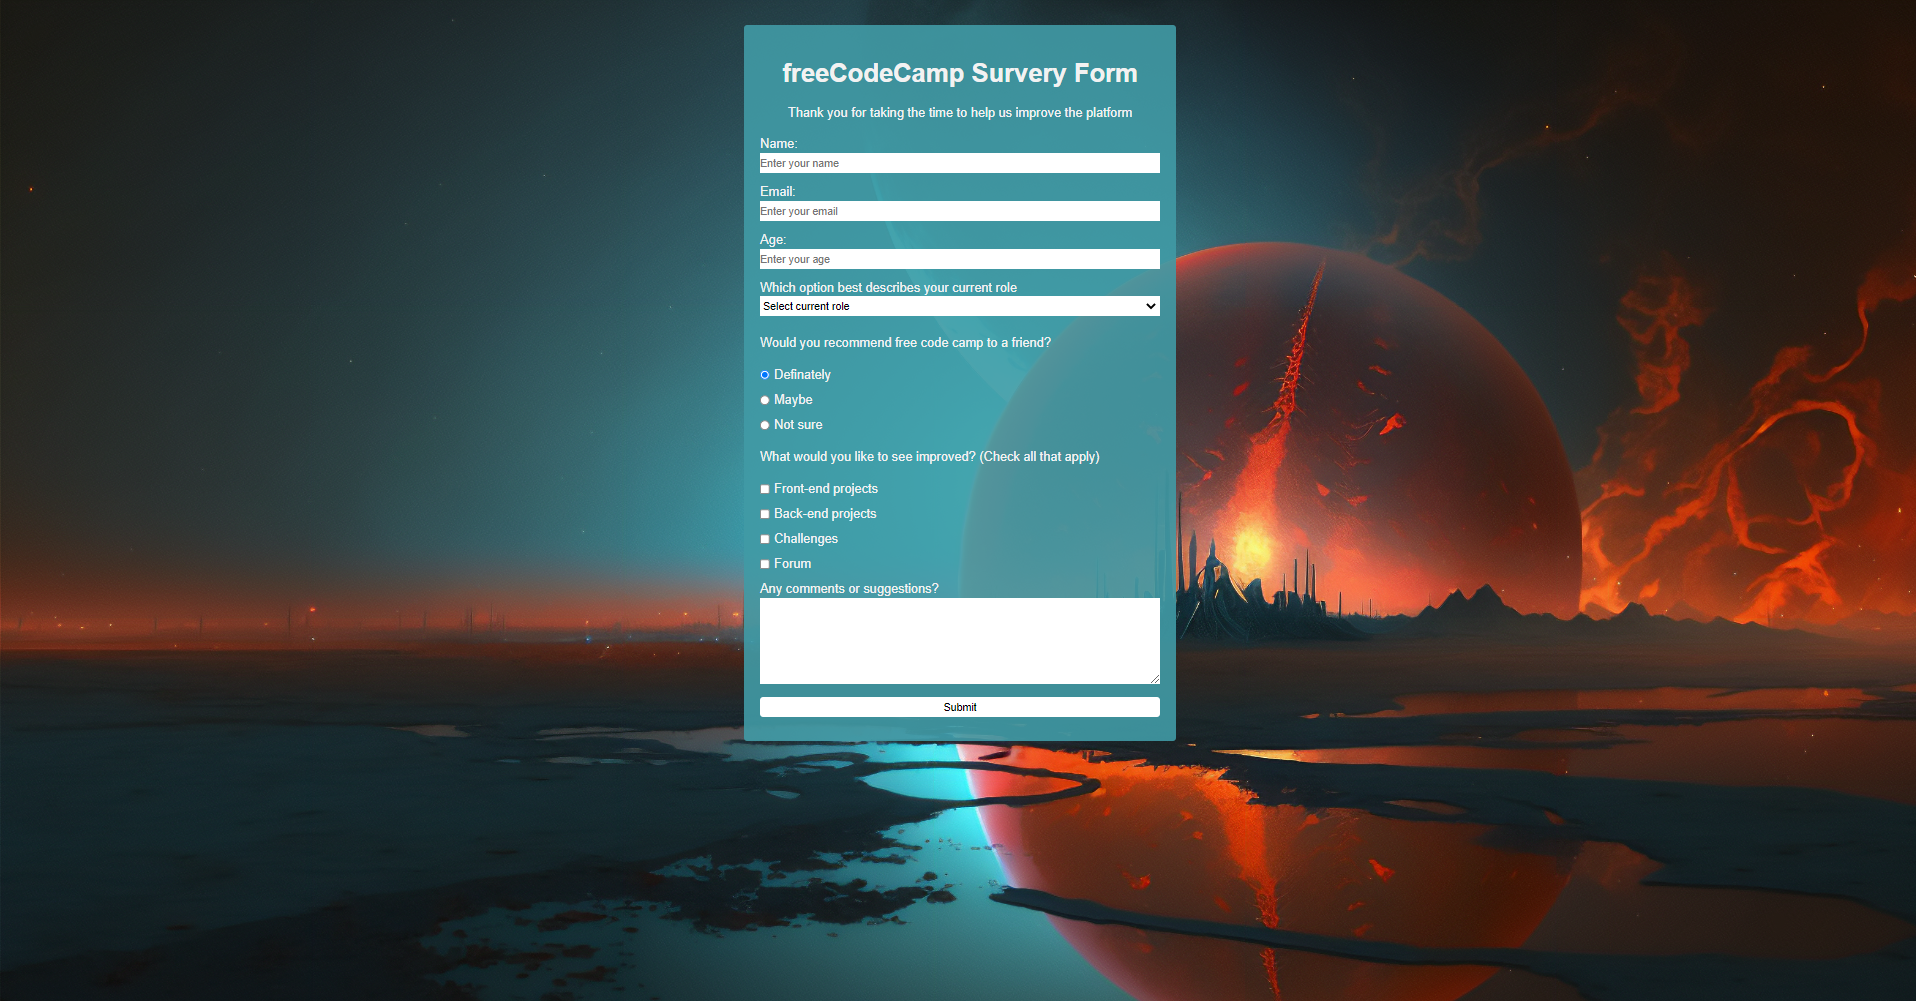 freeCodeCamp Survery Form
Thank you for taking the time to help us improve the platform
Name:
Enter your name
Email:
Enter your email
Age:
Enter your age
Which option best describes your current role
Select current role
Would you recommend free code camp to a friend?
Definately
Maybe
Not sure
What would you like to see improved? (Check all that apply)
Front-end projects
Back-end projects
Challenges
Forum
Any comments or suggestions?
Submit